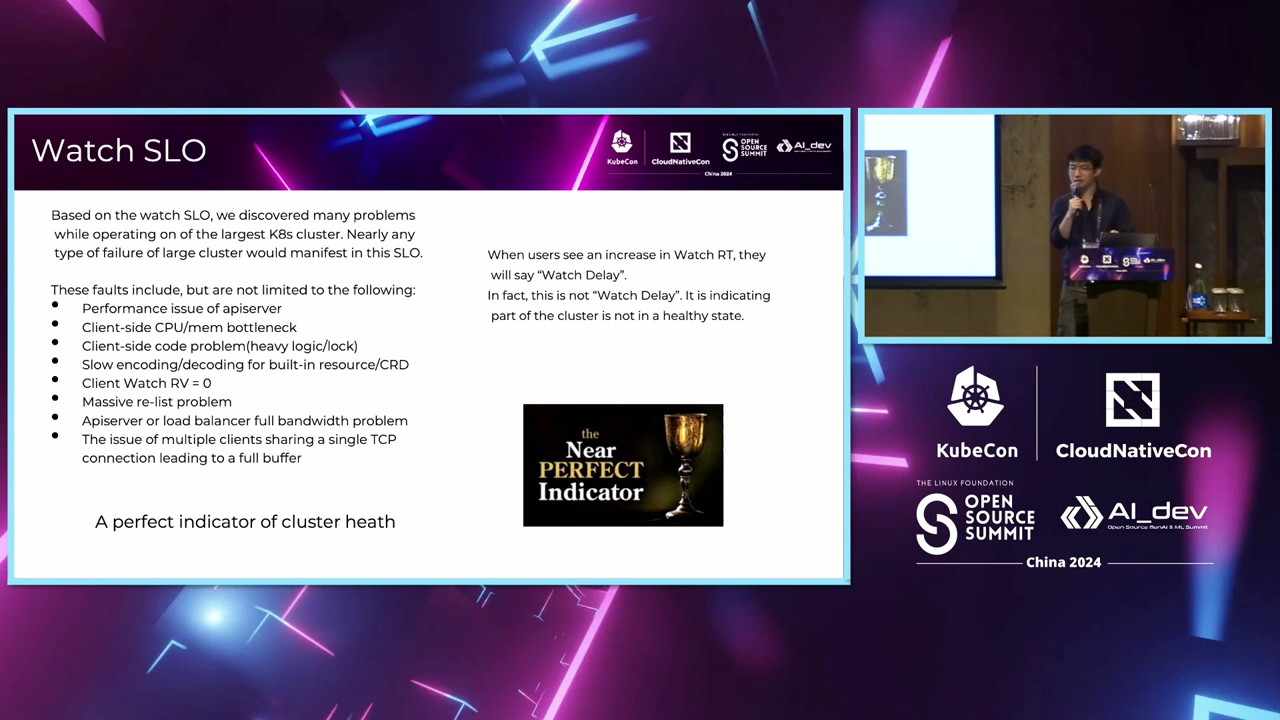 Watch SLO
KubeCon
CloudNativeCon
THE LINUX FOUNDATION
OPEN
SOURCE
SUMMIT
AI_dev
China 2024
Based on the watch SLO, we discovered many problems
while operating on of the largest K8s cluster. Nearly any
type of failure of large cluster would manifest in this SLO.
These faults include, but are not limited to the following:
Performance issue of apiserver
Client-side CPU/mem bottleneck
Client-side code problem(heavy logic/lock)
Slow encoding/decoding for built-in resource/CRD
Client Watch RV = 0
Massive re-list problem
Apiserver or load balancer full bandwidth problem
The issue of multiple clients sharing a single TCP
connection leading to a full buffer
A perfect indicator of cluster heath
When users see an increase in Watch RT, they
will say “Watch Delay”.
In fact, this is not “Watch Delay”. It is indicating
part of the cluster is not in a healthy state.
the
Near
PERFECT
Indicator
KubeCon
CloudNativeCon
THE LINUX FOUNDATION
OPEN
SOURCE
SUMMIT
AI_dev
Open Source GenAI & ML Summit
China 2024